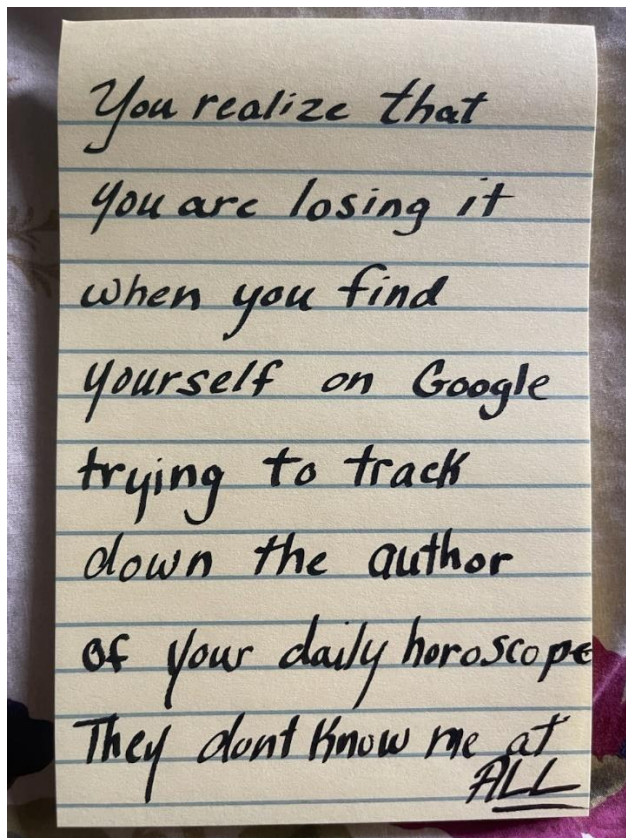 You realize that
you are losing it
when you find
yourself on Google
trying to track
down the author
of your daily horoscope
They dont know me at
ALL